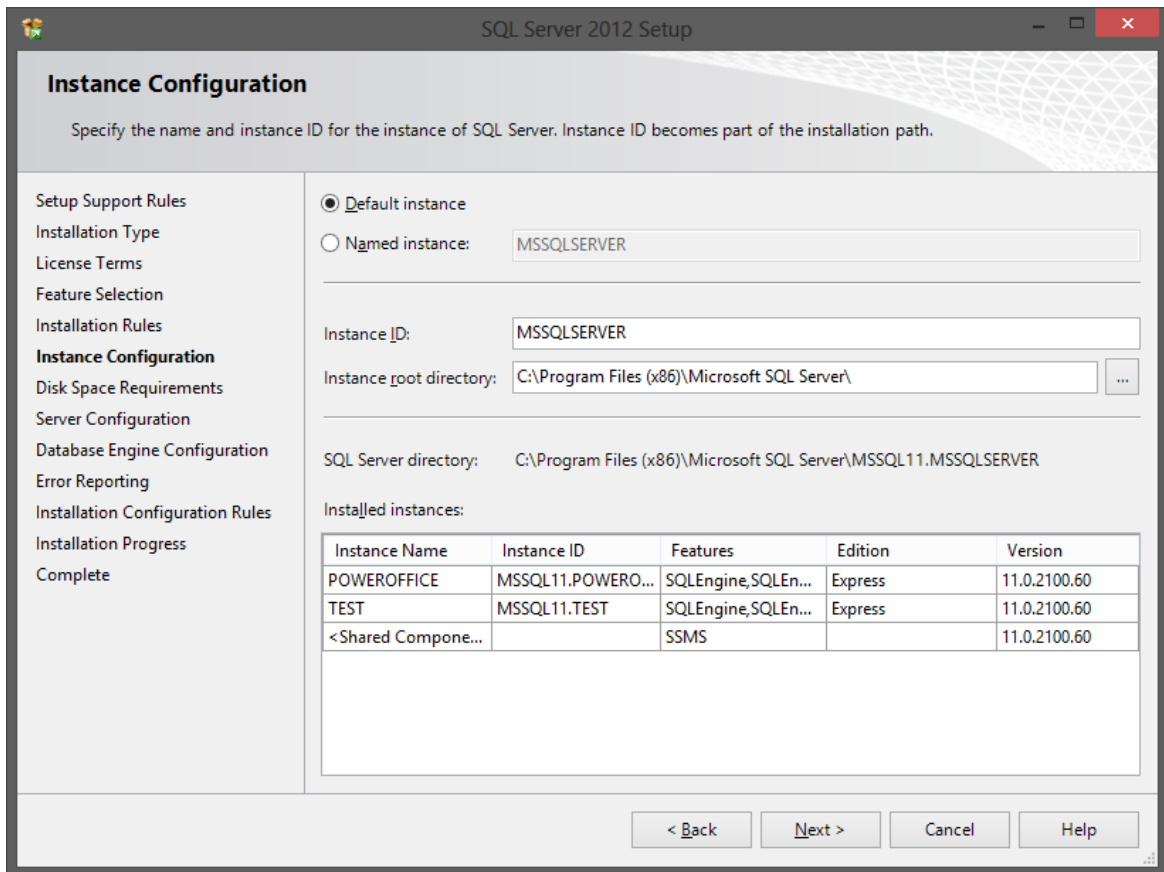 SQL Server 2012 Setup
Instance Configuration
Specify the name and instance ID for the instance of SQL Server. Instance ID becomes part of the installation path.
Setup Support Rules
Installation Type
License Terms
Feature Selection
Installation Rules
Instance Configuration
Disk Space Requirements
Server Configuration
Database Engine Configuration
Error Reporting
Installation Configuration Rules
Installation Progress
Complete
Default instance
Named instance: MSSQLSERVER
Instance ID: MSSQLSERVER
Instance root directory: C:\Program Files (x86)\Microsoft SQL Server\ ...
SQL Server directory: C:\Program Files (x86)\Microsoft SQL Server\MSSQL11.MSSQLSERVER
Installed instances:
Instance Name Instance ID Features Edition Version
POWEROFFICE MSSQL11.POWERO... SQLEngine,SQLEn... Express 11.0.2100.60
TEST MSSQL11.TEST SQLEngine,SQLEn... Express 11.0.2100.60
<Shared Compone... SSMS 11.0.2100.60
< Back Next > Cancel Help